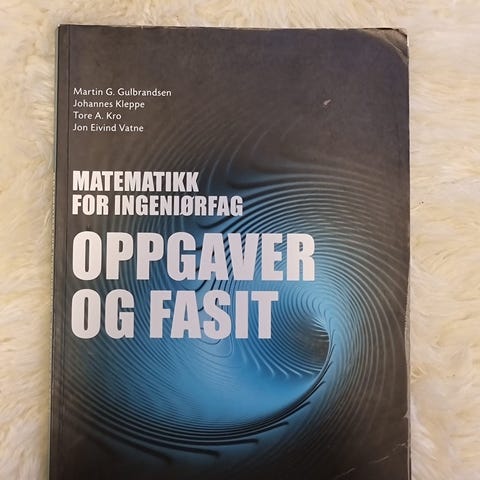 Martin G. Gulbrandsen
Johannes Kleppe
Tore A. Kro
Jon Eivind Vatne
MATEMATIKK
FOR INGENIØRFAG
OPPGAVER
OG FASIT